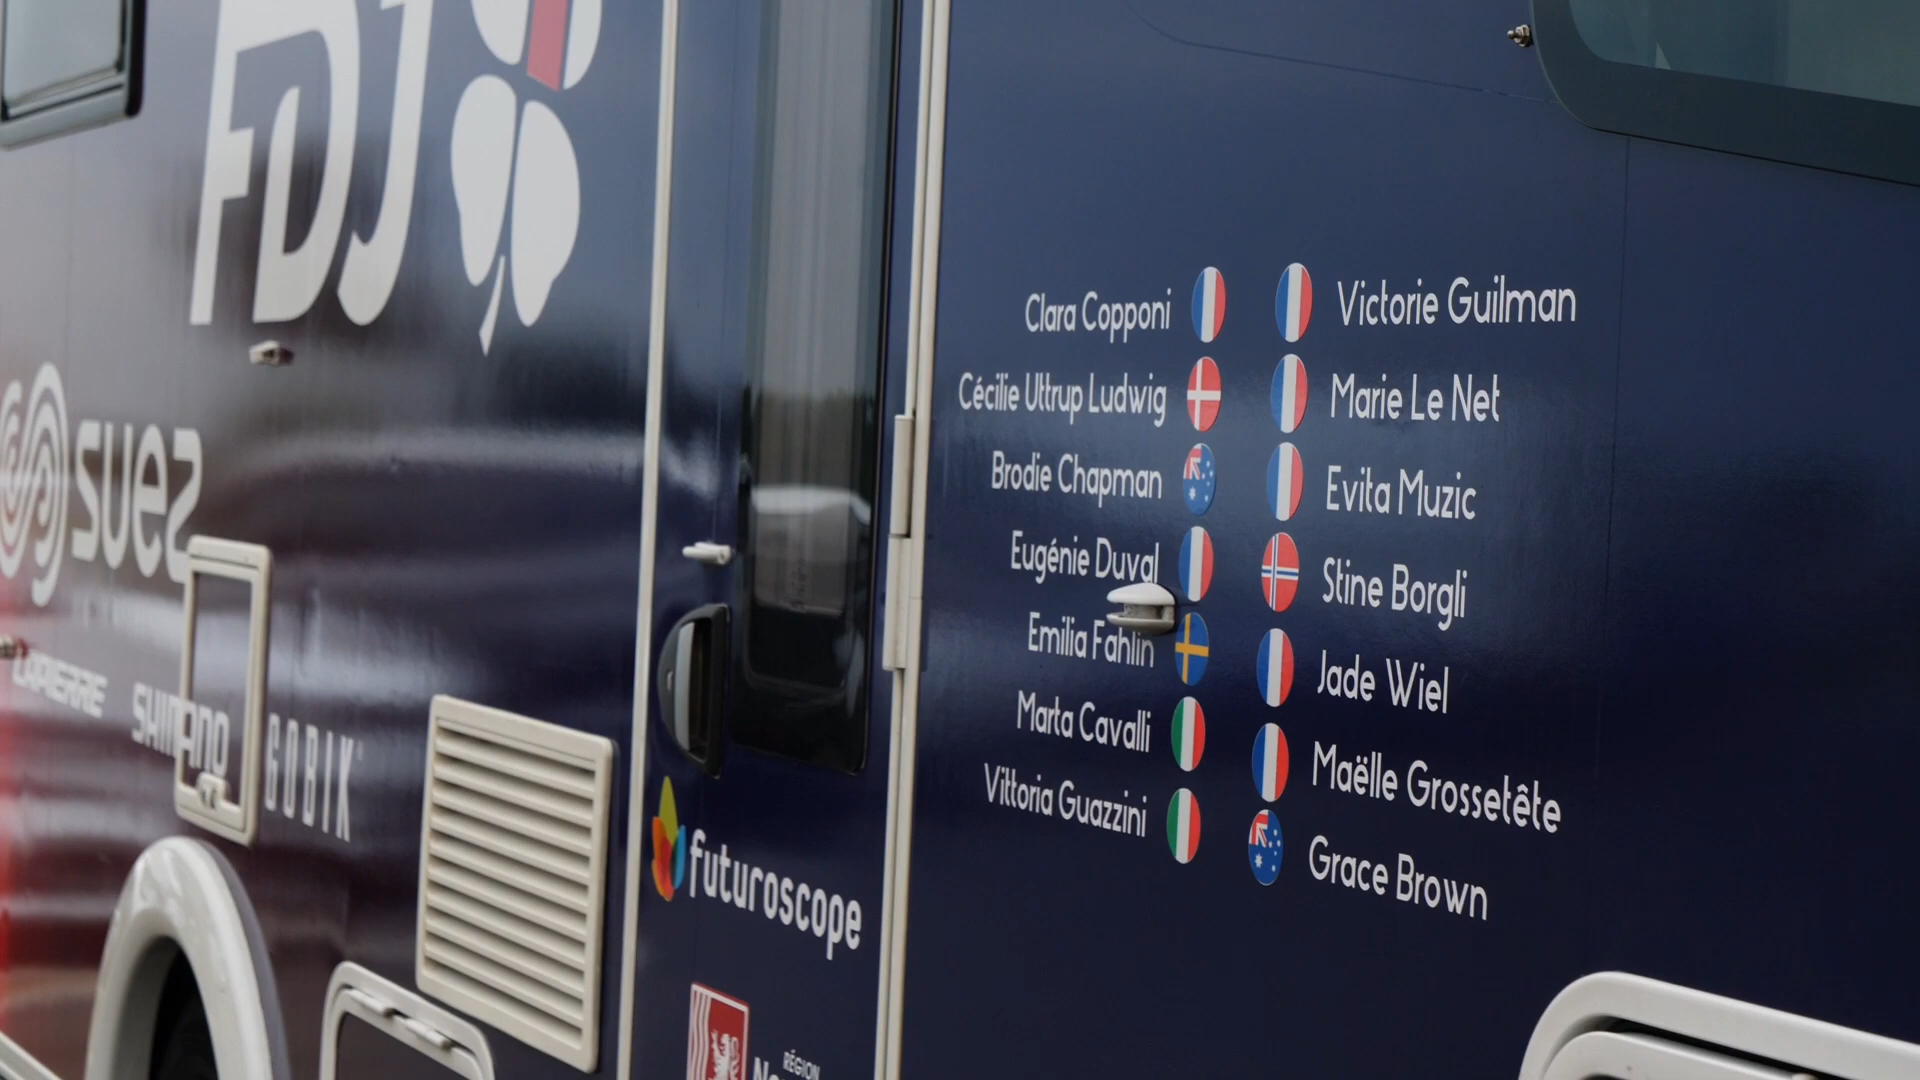 FDJ
suez
LAPIERRE
SHIMANO
GOBIK
futuroscope
RÉGION
Clara Copponi
Cécilie Uttrup Ludwig
Brodie Chapman
Eugénie Duval
Emilia Fahlin
Marta Cavalli
Vittoria Guazzini
Victorie Guilman
Marie Le Net
Evita Muzic
Stine Borgli
Jade Wiel
Maëlle Grossetête
Grace Brown